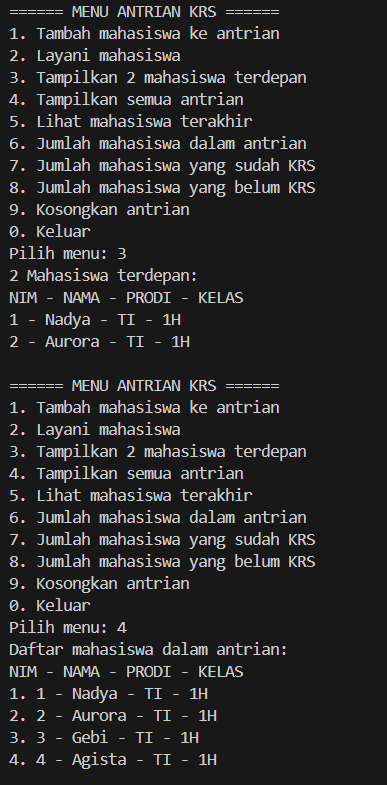 ====== MENU ANTRIAN KRS ======
1. Tambah mahasiswa ke antrian
2. Layani mahasiswa
3. Tampilkan 2 mahasiswa terdepan
4. Tampilkan semua antrian
5. Lihat mahasiswa terakhir
6. Jumlah mahasiswa dalam antrian
7. Jumlah mahasiswa yang sudah KRS
8. Jumlah mahasiswa yang belum KRS
9. Kosongkan antrian
0. Keluar
Pilih menu: 3
2 Mahasiswa terdepan:
NIM - NAMA - PRODI - KELAS
1 - Nadya - TI - 1H
2 - Aurora - TI - 1H

====== MENU ANTRIAN KRS ======
1. Tambah mahasiswa ke antrian
2. Layani mahasiswa
3. Tampilkan 2 mahasiswa terdepan
4. Tampilkan semua antrian
5. Lihat mahasiswa terakhir
6. Jumlah mahasiswa dalam antrian
7. Jumlah mahasiswa yang sudah KRS
8. Jumlah mahasiswa yang belum KRS
9. Kosongkan antrian
0. Keluar
Pilih menu: 4
Daftar mahasiswa dalam antrian:
NIM - NAMA - PRODI - KELAS
1. 1 - Nadya - TI - 1H
2. 2 - Aurora - TI - 1H
3. 3 - Gebi - TI - 1H
4. 4 - Agista - TI - 1H